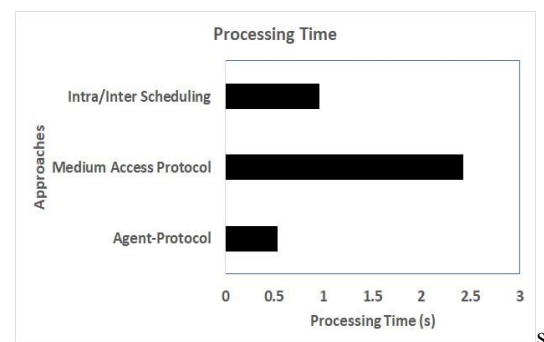 Processing Time
Approaches
Intra/Inter Scheduling
Medium Access Protocol
Agent-Protocol
0 0.5 1 1.5 2 2.5 3
Processing Time (s)
s